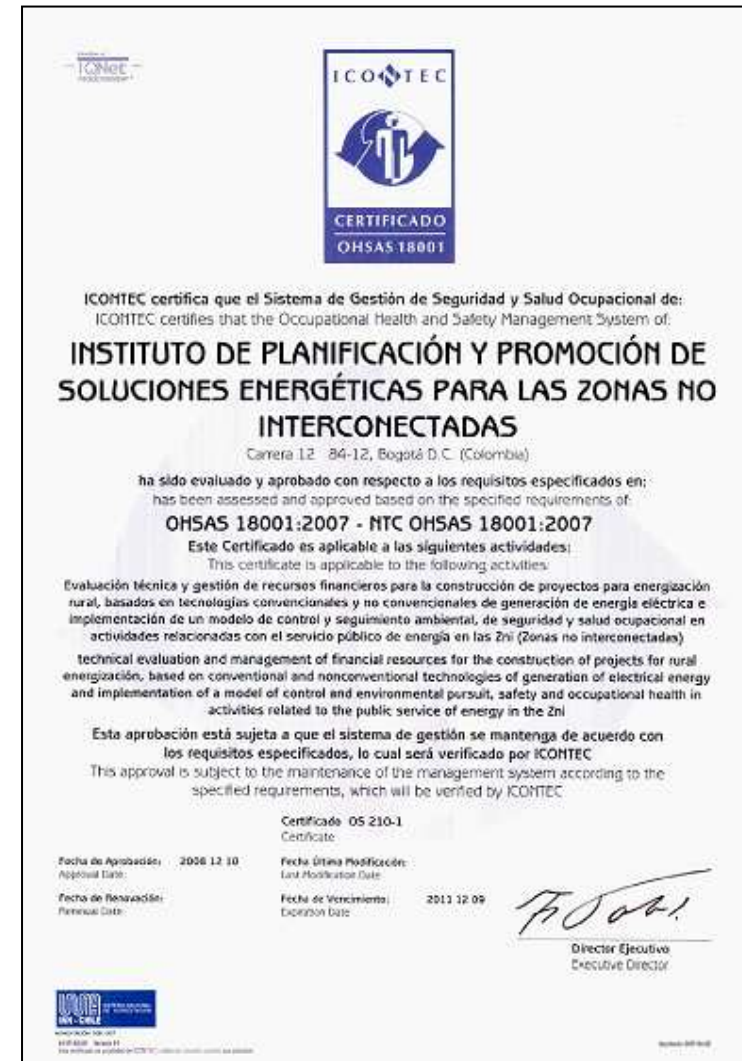 IQNet
ICONTEC
CERTIFICADO
OHSAS 18001
ICONTEC certifica que el Sistema de Gestión de Seguridad y Salud Ocupacional de:
ICONTEC certifies that the Occupational Health and Safety Management System of:
INSTITUTO DE PLANIFICACIÓN Y PROMOCIÓN DE
SOLUCIONES ENERGÉTICAS PARA LAS ZONAS NO
INTERCONECTADAS
Carrera 12 84-12, Bogotá D.C. (Colombia)
ha sido evaluado y aprobado con respecto a los requisitos especificados en:
has been assessed and approved based on the specified requirements of:
OHSAS 18001:2007 - NTC OHSAS 18001:2007
Este Certificado es aplicable a las siguientes actividades:
This certificate is applicable to the following activities:
Evaluación técnica y gestión de recursos financieros para la construcción de proyectos para energización
rural, basados en tecnologías convencionales y no convencionales de generación de energía eléctrica e
implementación de un modelo de control y seguimiento ambiental, de seguridad y salud ocupacional en
actividades relacionadas con el servicio público de energía en las Zni (Zonas no interconectadas)
technical evaluation and management of financial resources for the construction of projects for rural
energización, based on conventional and nonconventional technologies of generation of electrical energy
and implementation of a model of control and environmental pursuit, safety and occupational health in
activities related to the public service of energy in the Zni
Esta aprobación está sujeta a que el sistema de gestión se mantenga de acuerdo con
los requisitos especificados, lo cual será verificado por ICONTEC
This approval is subject to the maintenance of the management system according to the
specified requirements, which will be verified by ICONTEC
Certificado OS 210-1
Certificate
Fecha de Aprobación: 2008 12 10 Fecha Última Modificación:
Approval Date: Last Modification Date:
Fecha de Renovación: Fecha de Vencimiento: 2011 12 09
Renewal Date: Expiration Date
Director Ejecutivo
Executive Director
INN - CHILE